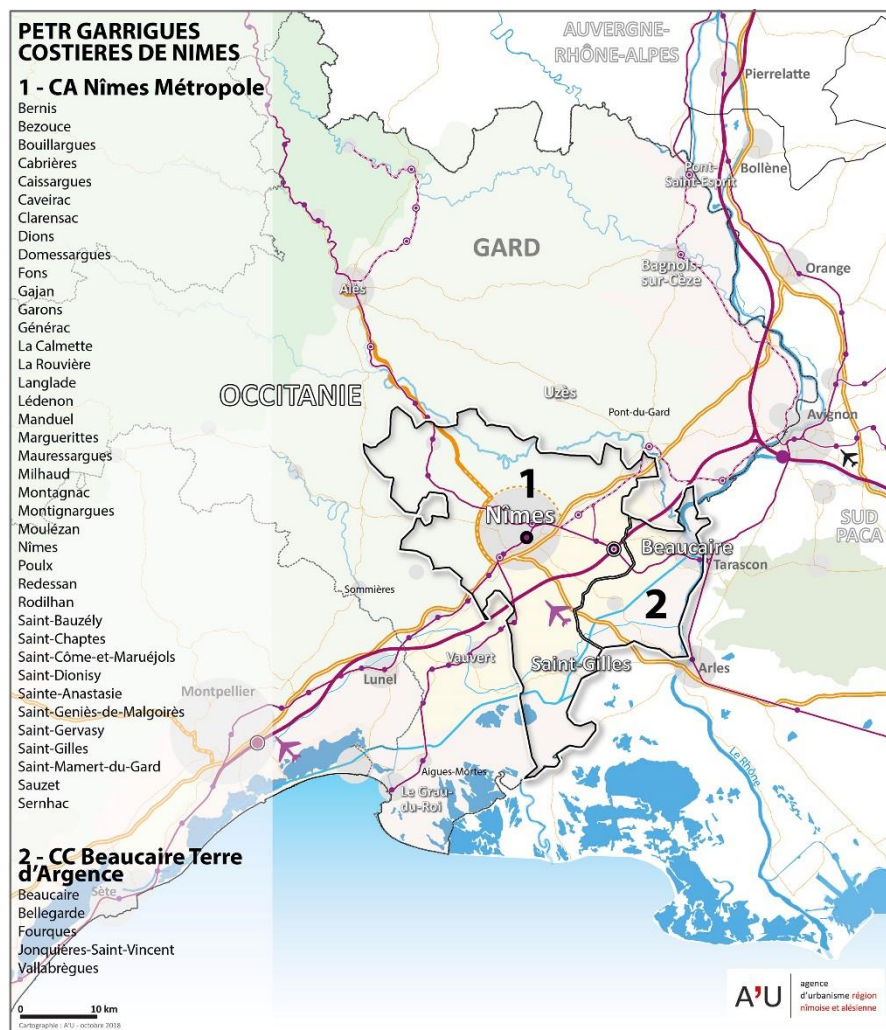 PETR GARRIGUES
COSTIERES DE NIMES
1 - CA Nîmes Métropole
Bernis
Bezouce
Bouillargues
Cabrières
Caissargues
Caveirac
Clarensac
Dions
Domessargues
Fons
Gajan
Garons
Générac
La Calmette
La Rouvière
Langlade
Lédenon
Manduel
Marguerittes
Mauressargues
Milhaud
Montagnac
Montignargues
Moulézan
Nîmes
Poulx
Redessan
Rodilhan
Saint-Bauzély
Saint-Chaptes
Saint-Côme-et-Maruéjols
Saint-Dionisy
Sainte-Anastasie
Saint-Geniès-de-Malgoirès
Saint-Gervasy
Saint-Gilles
Saint-Mamert-du-Gard
Sauzet
Sernhac
2 - CC Beaucaire Terre
d'Argence
Beaucaire
Bellegarde
Fourques
Jonquières-Saint-Vincent
Vallabrègues
0 10 km
Cartographie : A'U - octobre 2018
AUVERGNE-
RHÔNE-ALPES
Pierrelatte
Pont-
Saint-Esprit
Bollène
GARD
Bagnols-
sur-Cèze
Orange
Alès
OCCITANIE
Uzès
Pont-du-Gard
Avignon
1
Nîmes
SUD
PACA
Beaucaire
Tarascon
Sommières
2
Vauvert
Saint-Gilles
Lunel
Arles
Montpellier
Aigues-Mortes
Le Grau-
du-Roi
Le Rhône
Sète
A'U
agence
d'urbanisme région
nîmoise et alésienne